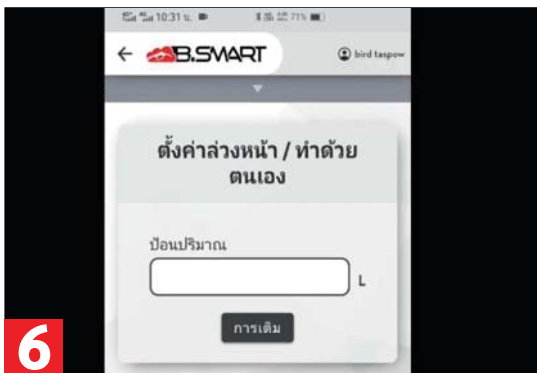 10:31 น.
71%
B.SMART
bird taspow
ตั้งค่าล่วงหน้า / ทำด้วย
ตนเอง
ป้อนปริมาณ
L
การเติม
6